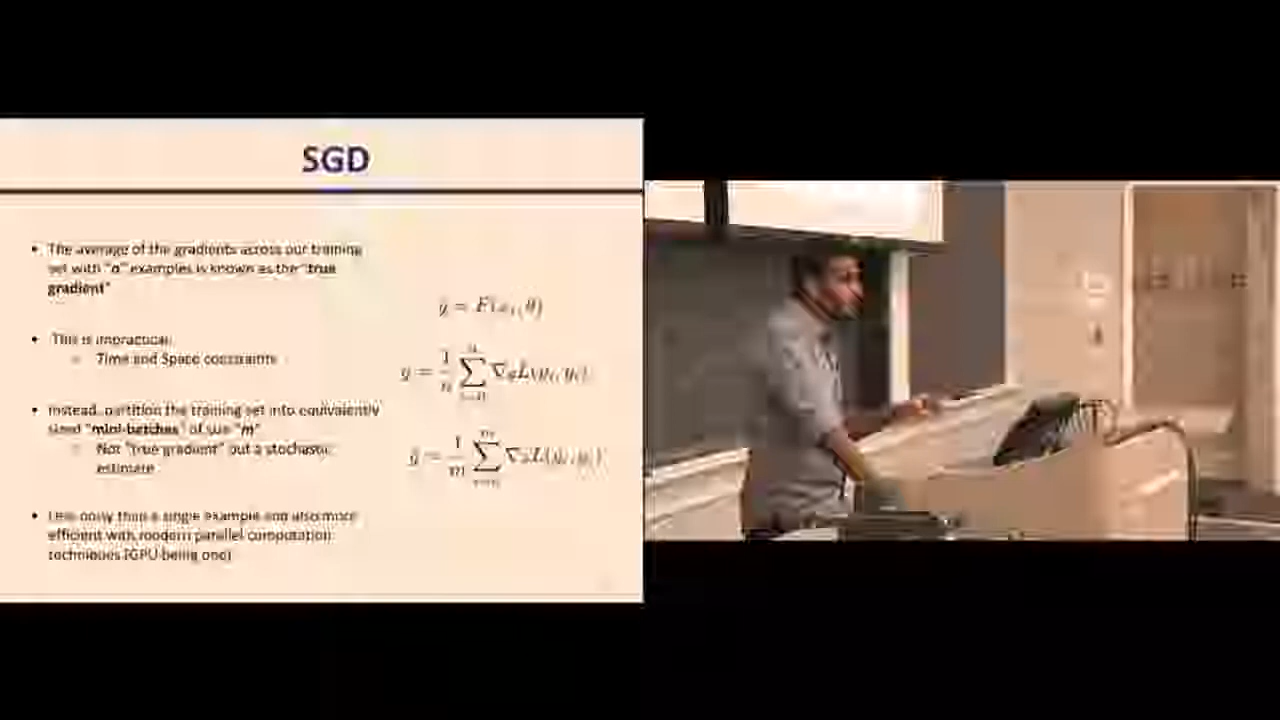 SGD
• The average of the gradients across our training
set with "n" examples is known as the "true
gradient"
• This is impractical:
Time and Space constraints
• Instead, partition the training set into equivalently
sized "mini-batches" of size "m"
Not "true gradient" but a stochastic
estimate
• Less noisy than a single example and also more
efficient with modern parallel computation
techniques (GPU being one)